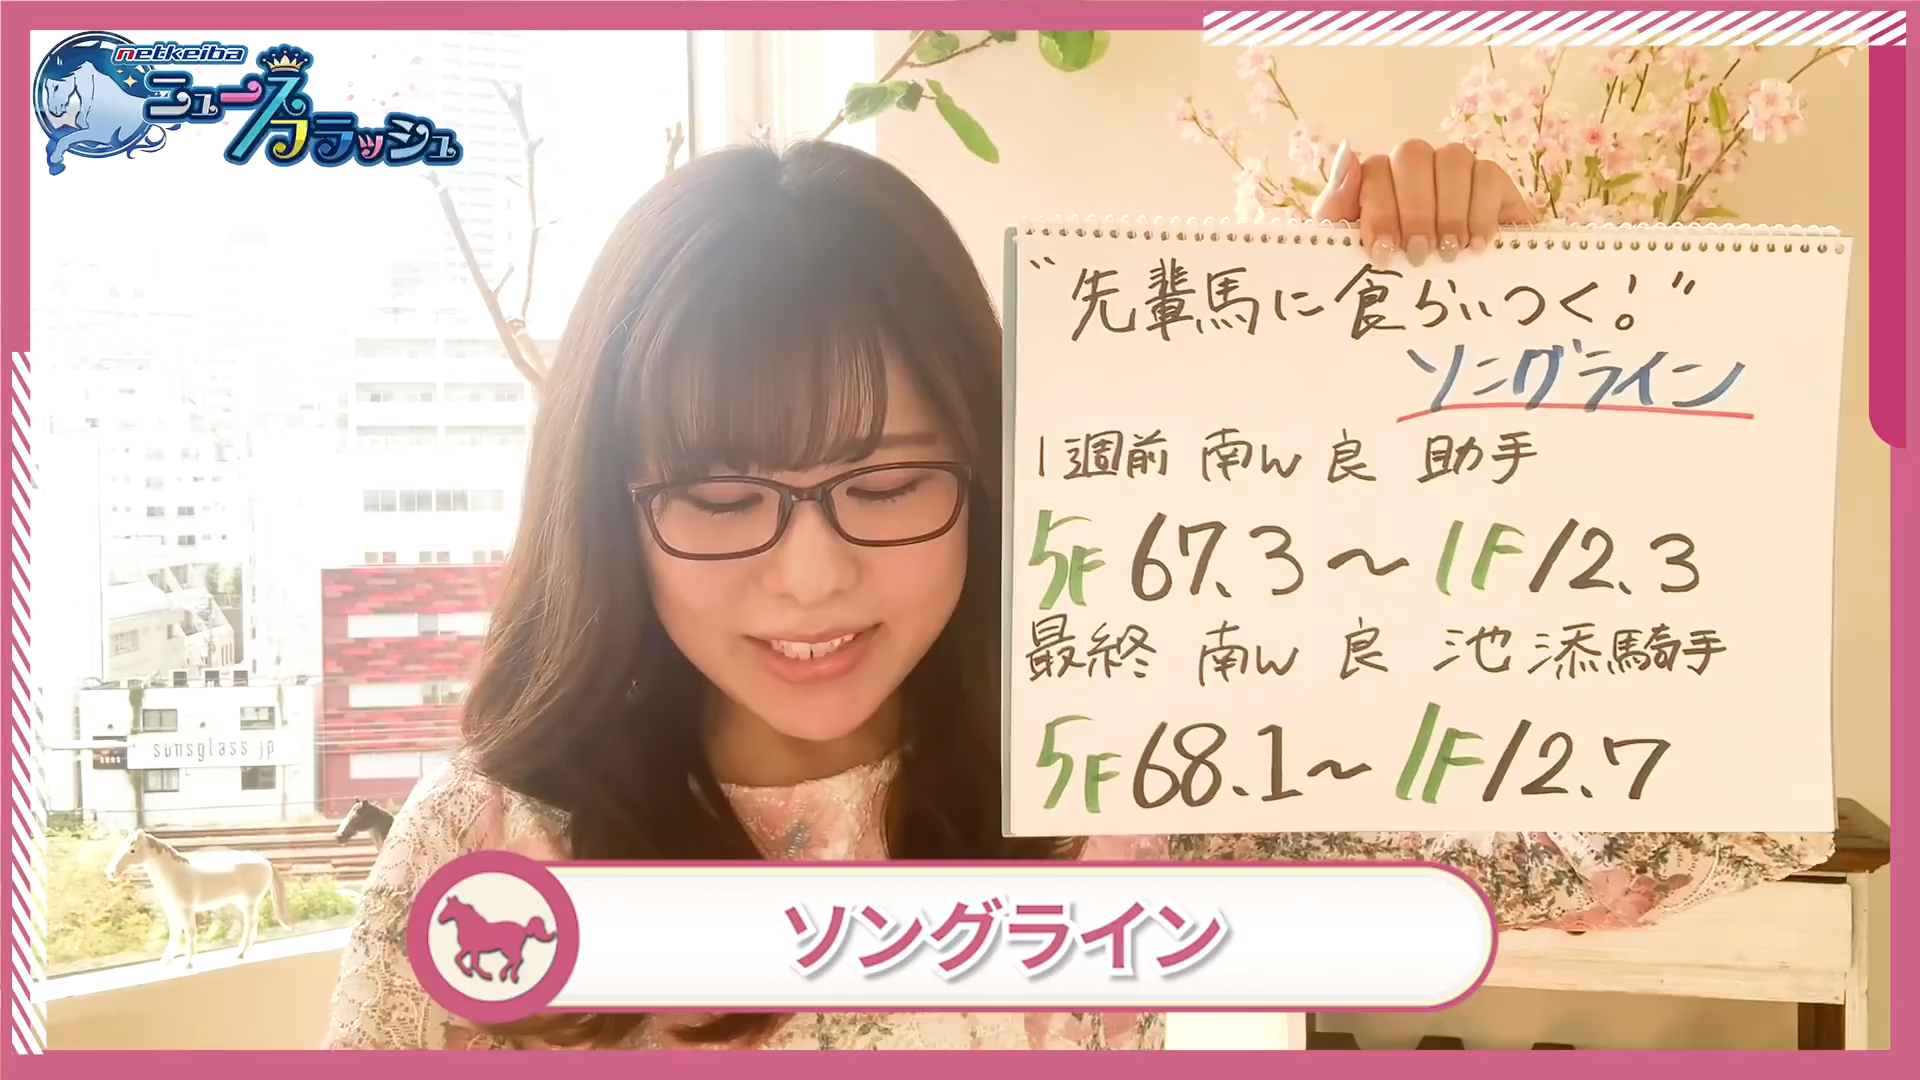 netkeiba
ニュースフラッシュ
"先輩馬に食らいつく!"
ソングライン
1週前 南W 良 助手
5F 67.3〜1F 12.3
最終 南W 良 池添騎手
5F 68.1〜1F 12.7
sunsglass jp
ソングライン